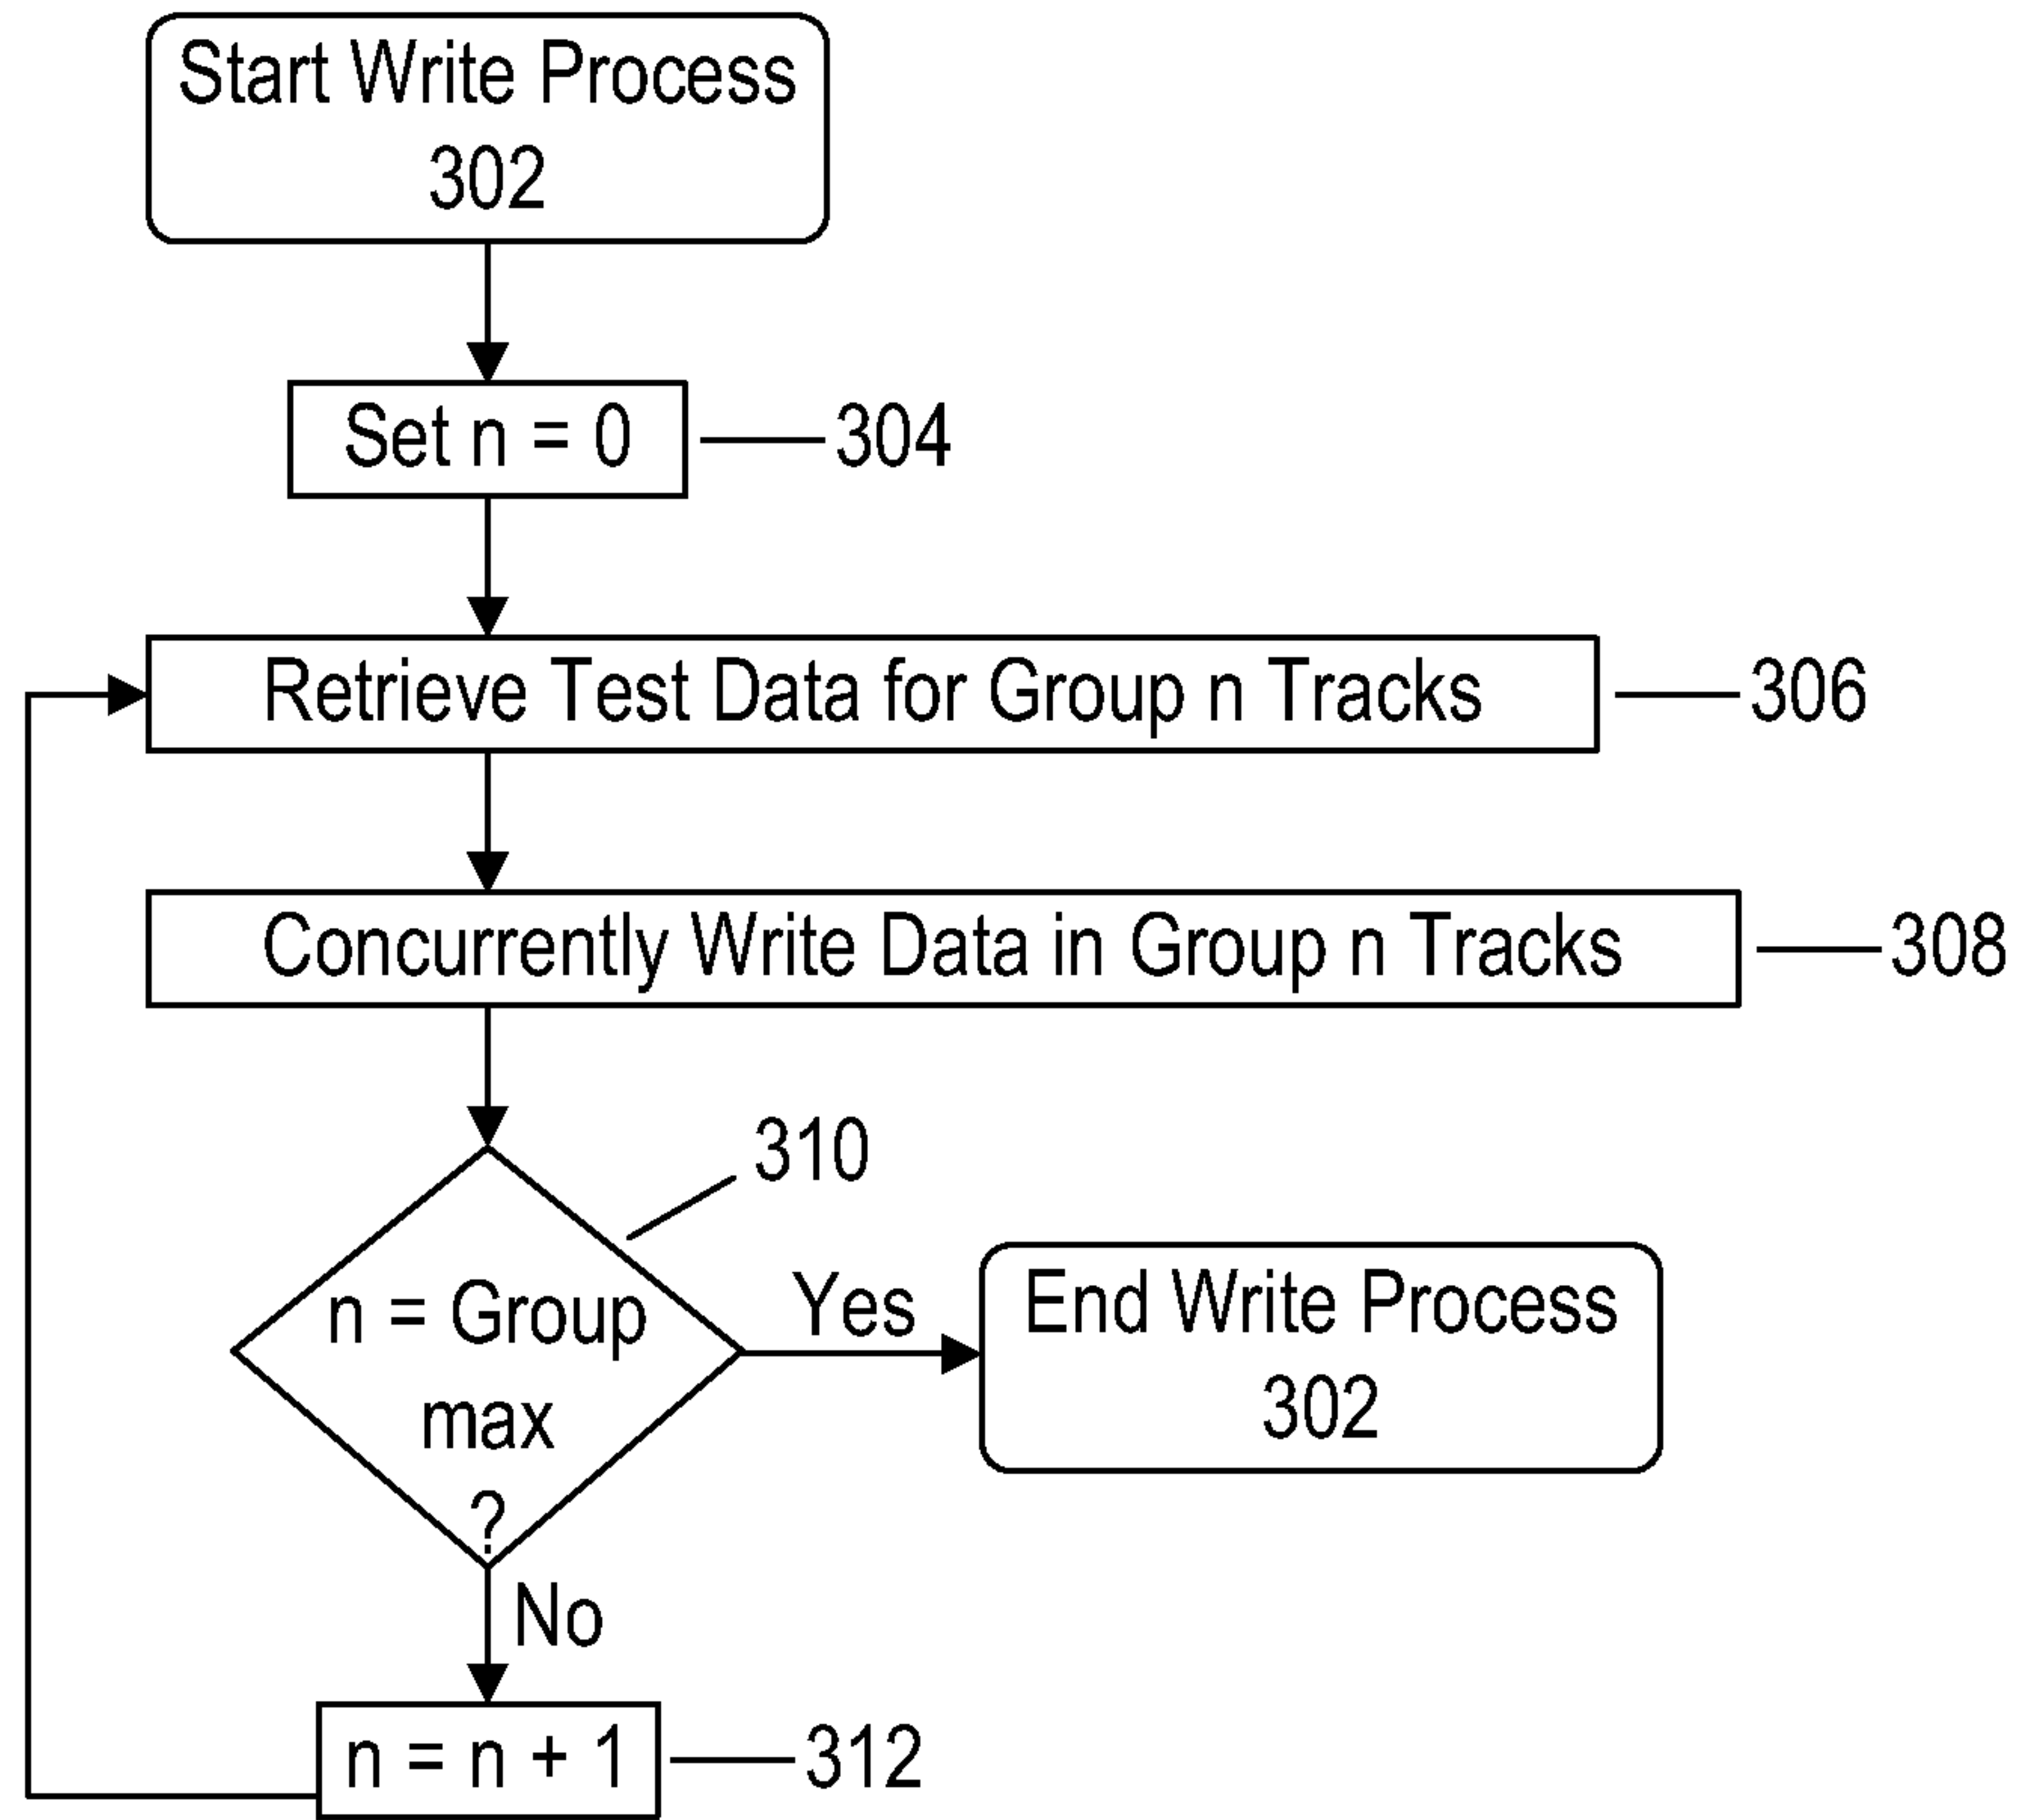 Start Write Process
302
Set n = 0
304
Retrieve Test Data for Group n Tracks
306
Concurrently Write Data in Group n Tracks
308
310
n = Group
max
?
Yes
End Write Process
302
No
n = n + 1
312